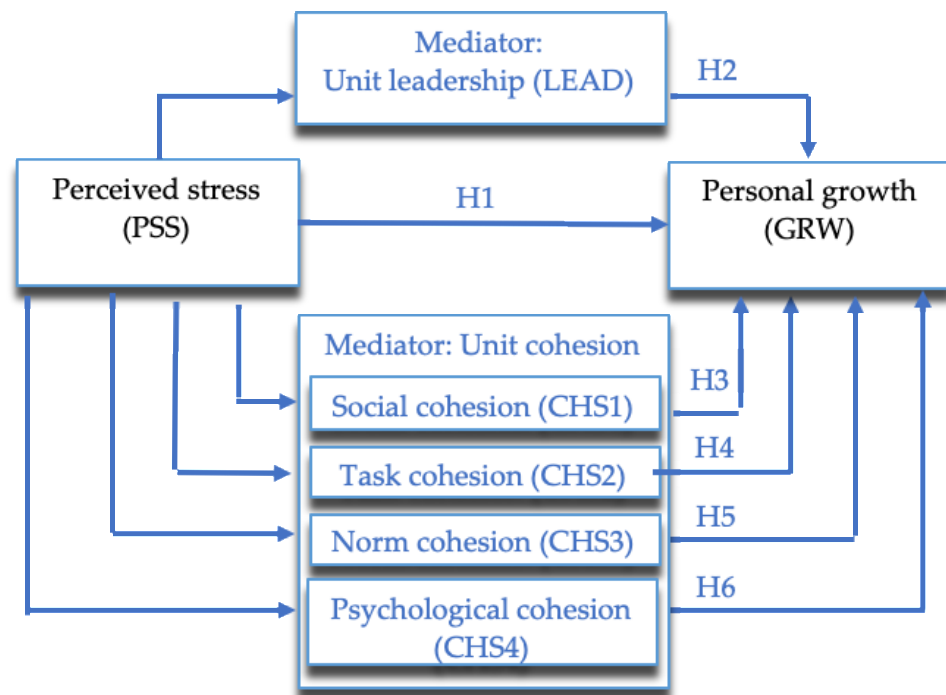 Mediator:
Unit leadership (LEAD)
H2
Perceived stress
(PSS)
H1
Personal growth
(GRW)
Mediator: Unit cohesion
Social cohesion (CHS1)
H3
Task cohesion (CHS2)
H4
Norm cohesion (CHS3)
H5
Psychological cohesion
(CHS4)
H6